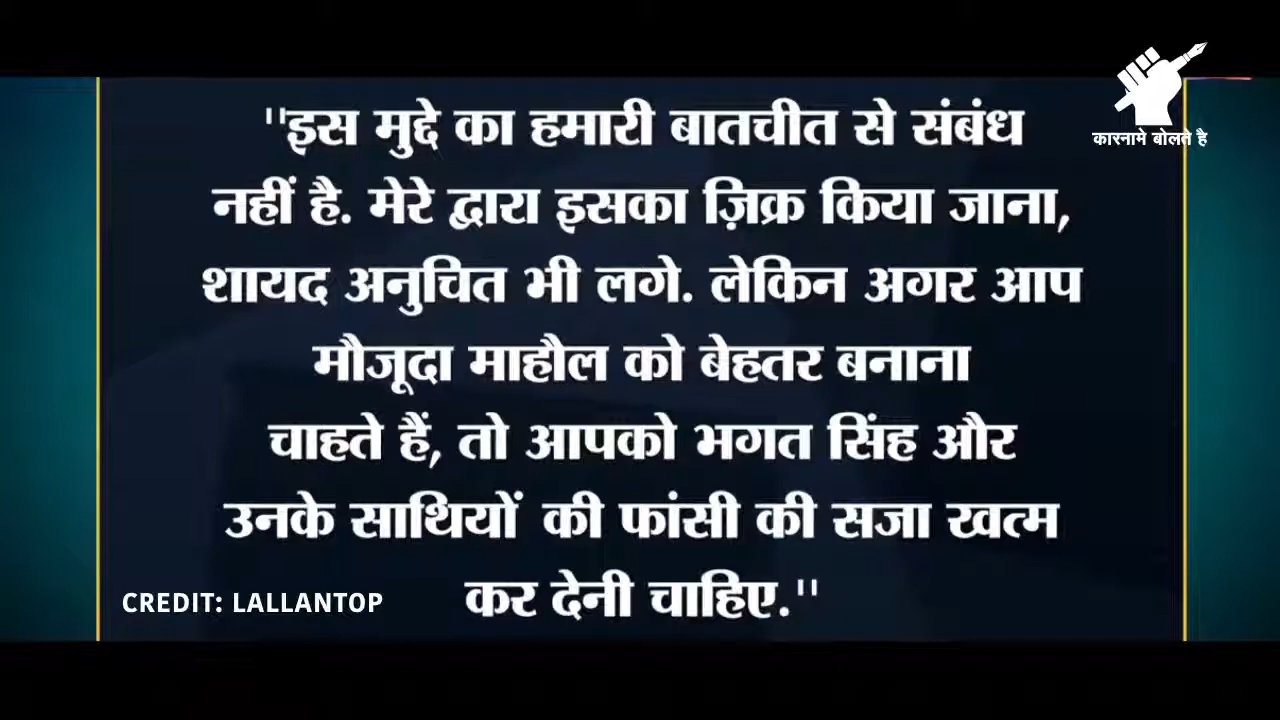 "इस मुद्दे का हमारी बातचीत से संबंध
नहीं है. मेरे द्वारा इसका ज़िक्र किया जाना,
शायद अनुचित भी लगे. लेकिन अगर आप
मौजूदा माहौल को बेहतर बनाना
चाहते हैं, तो आपको भगत सिंह और
उनके साथियों की फांसी की सजा खत्म
कर देनी चाहिए."
CREDIT: LALLANTOP
कारनामे बोलते है